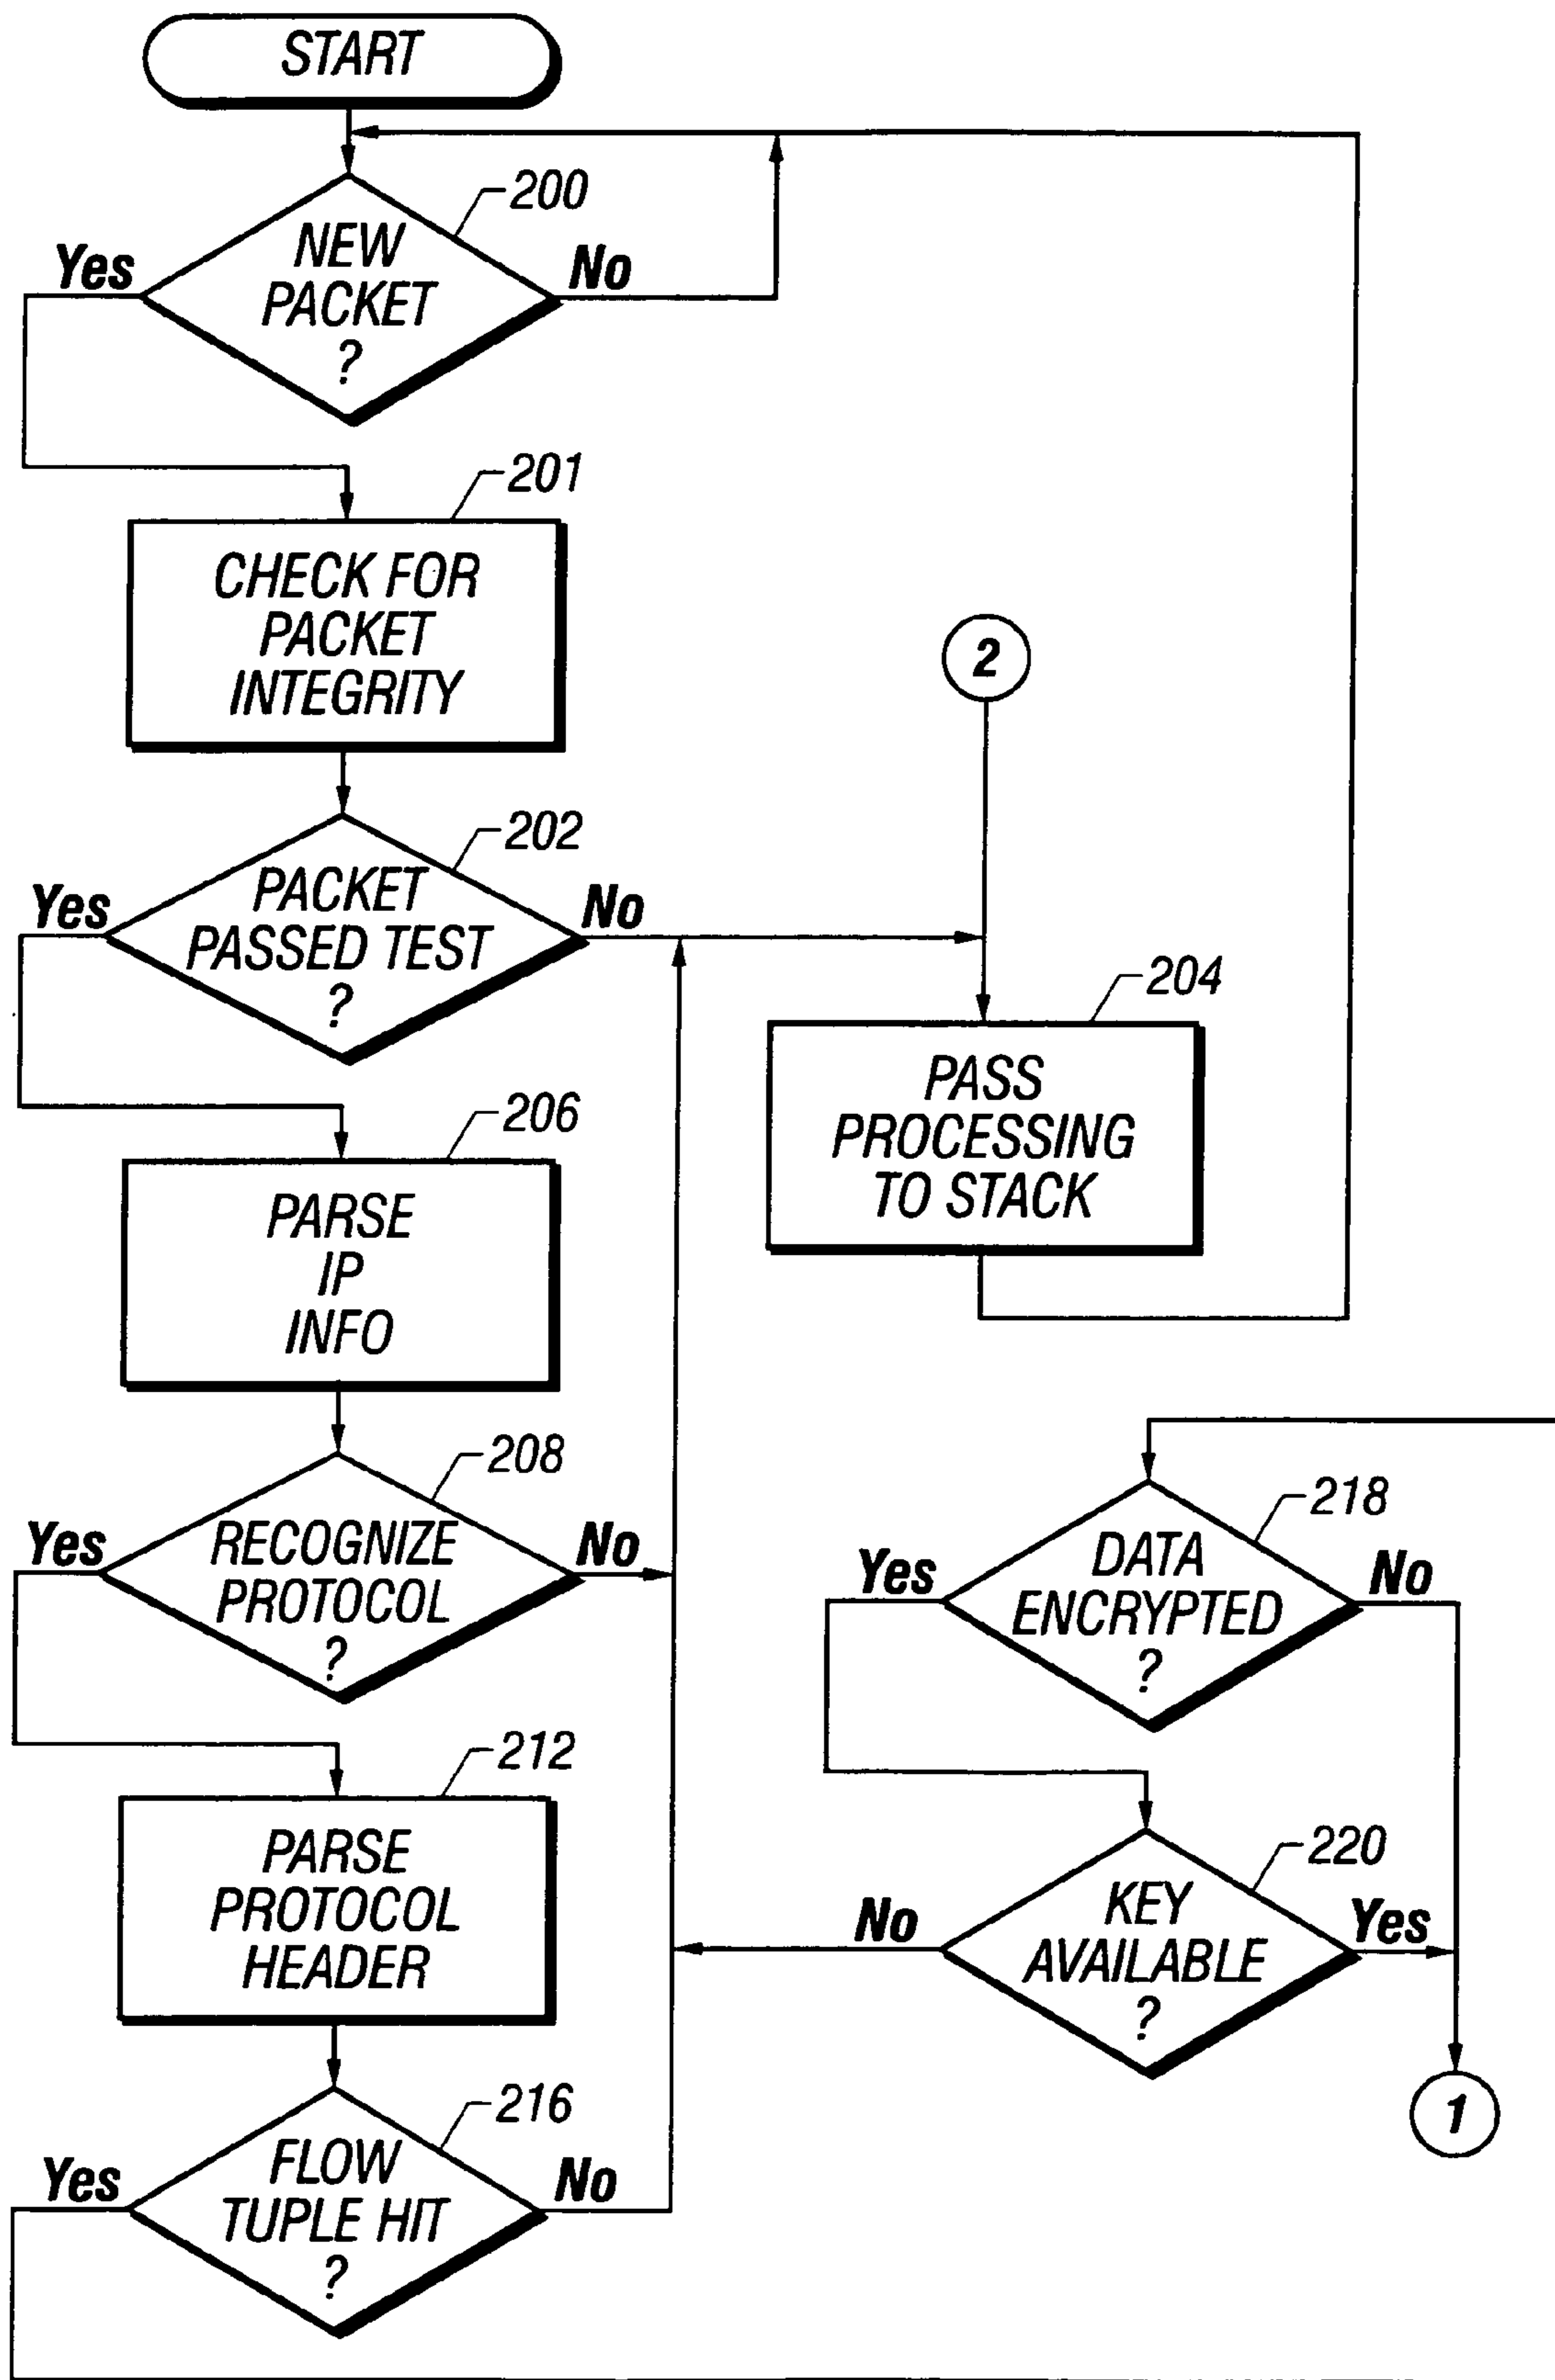 START
200
NEW
PACKET
?
Yes
No
201
CHECK FOR
PACKET
INTEGRITY
2
202
PACKET
PASSED TEST
?
Yes
No
204
PASS
PROCESSING
TO STACK
206
PARSE
IP
INFO
208
RECOGNIZE
PROTOCOL
?
Yes
No
218
DATA
ENCRYPTED
?
Yes
No
212
PARSE
PROTOCOL
HEADER
220
KEY
AVAILABLE
?
No
Yes
1
216
FLOW
TUPLE HIT
?
Yes
No